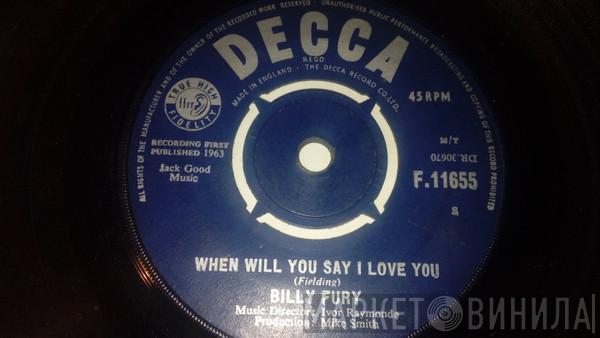 ALL RIGHTS OF THE MANUFACTURER AND OF THE OWNER OF THE RECORDED WORK RESERVED
UNAUTHORISED PUBLIC PERFORMANCE BROADCASTING AND COPYING OF THIS RECORD PROHIBITED
DECCA
REGD
MADE IN ENGLAND. THE DECCA RECORD CO. LTD.
TRUE HIGH
ffrr
FIDELITY
45 RPM
RECORDING FIRST
PUBLISHED 1963
M/T
DR.30670
Jack Good
Music
F.11655
S
WHEN WILL YOU SAY I LOVE YOU
(Fielding)
BILLY FURY
Music Director: Ivor Raymonde
Production: Mike Smith
МАРКЕТ ВИНИЛА